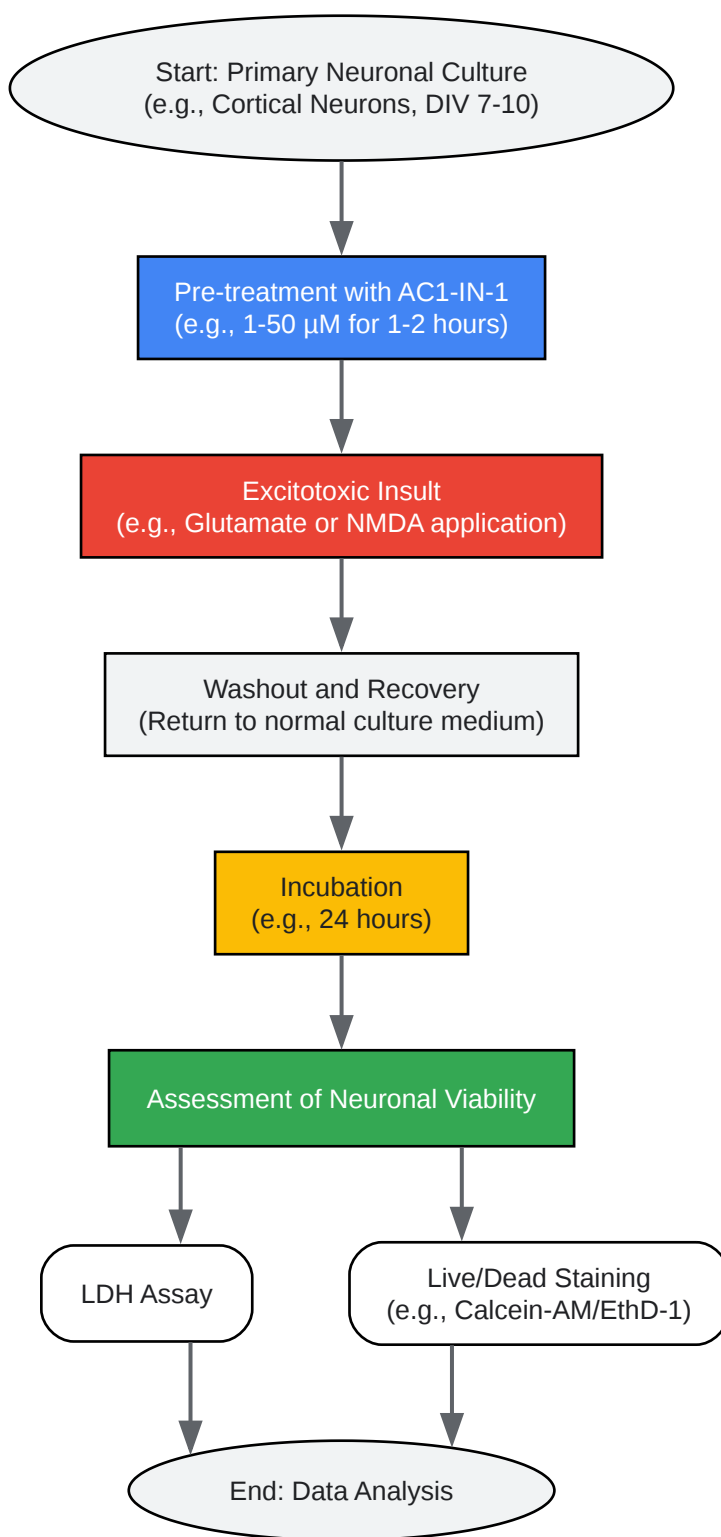 Start: Primary Neuronal Culture
(e.g., Cortical Neurons, DIV 7-10)
Pre-treatment with AC1-IN-1
(e.g., 1-50 µM for 1-2 hours)
Excitotoxic Insult
(e.g., Glutamate or NMDA application)
Washout and Recovery
(Return to normal culture medium)
Incubation
(e.g., 24 hours)
Assessment of Neuronal Viability
LDH Assay
Live/Dead Staining
(e.g., Calcein-AM/EthD-1)
End: Data Analysis